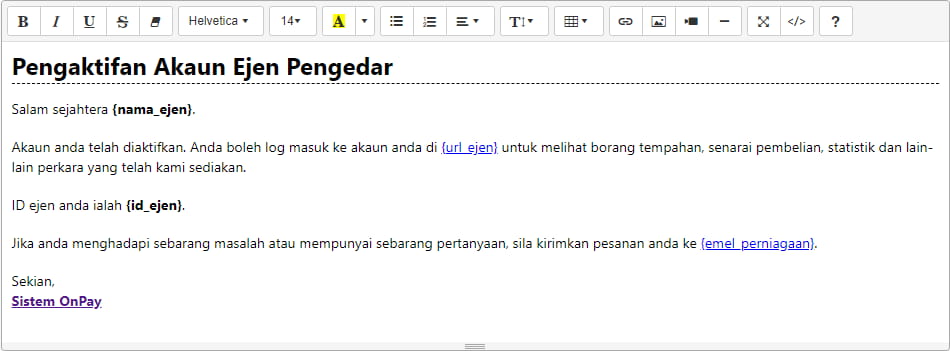 B I U S Helvetica 14 A T ?
Pengaktifan Akaun Ejen Pengedar
Salam sejahtera {nama_ejen}.
Akaun anda telah diaktifkan. Anda boleh log masuk ke akaun anda di {url_ejen} untuk melihat borang tempahan, senarai pembelian, statistik dan lain-
lain perkara yang telah kami sediakan.
ID ejen anda ialah {id_ejen}.
Jika anda menghadapi sebarang masalah atau mempunyai sebarang pertanyaan, sila kirimkan pesanan anda ke {emel_perniagaan}.
Sekian,
Sistem OnPay